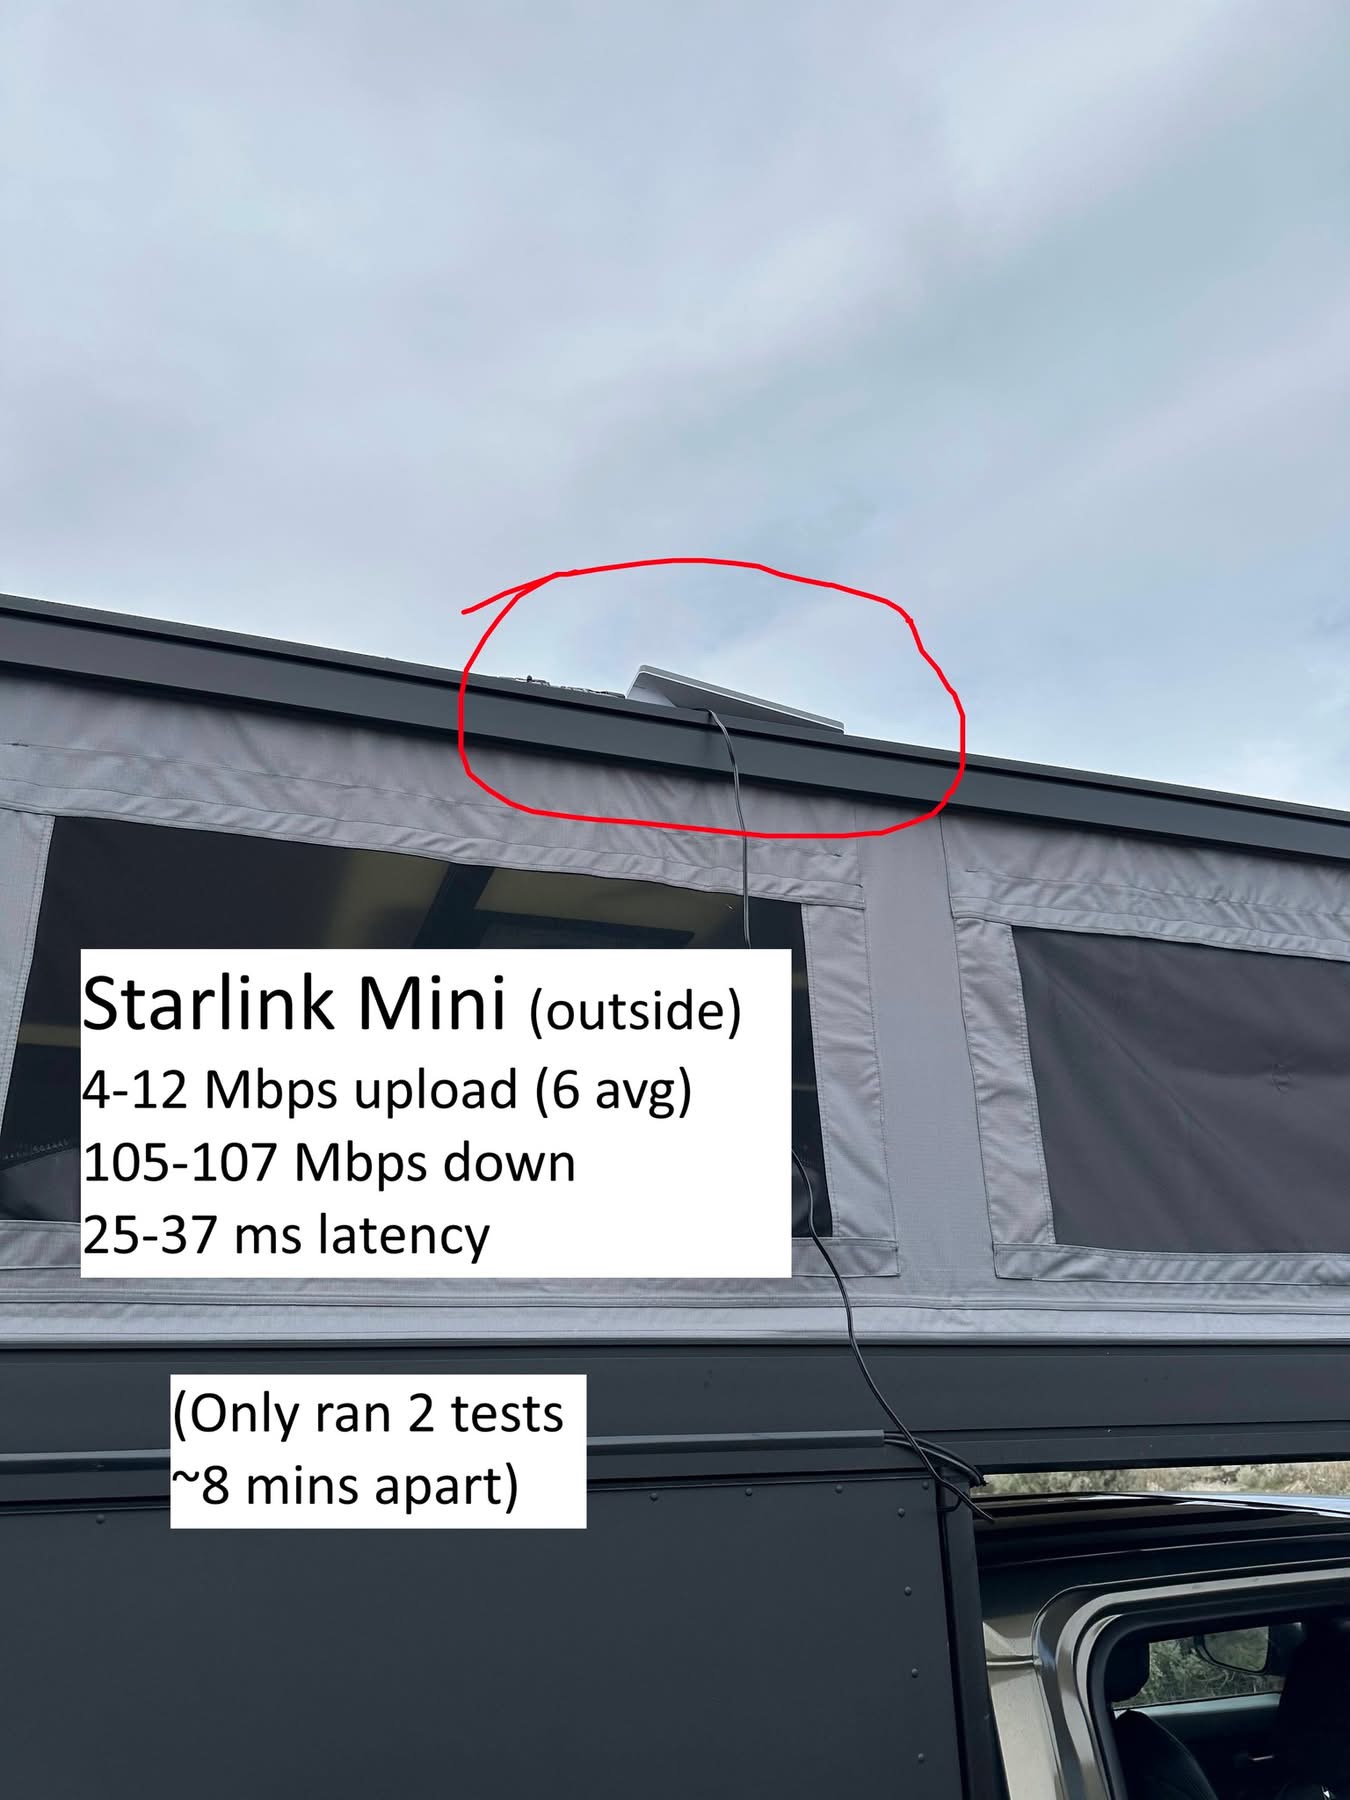 Starlink Mini (outside)
4-12 Mbps upload (6 avg)
105-107 Mbps down
25-37 ms latency
(Only ran 2 tests
~8 mins apart)